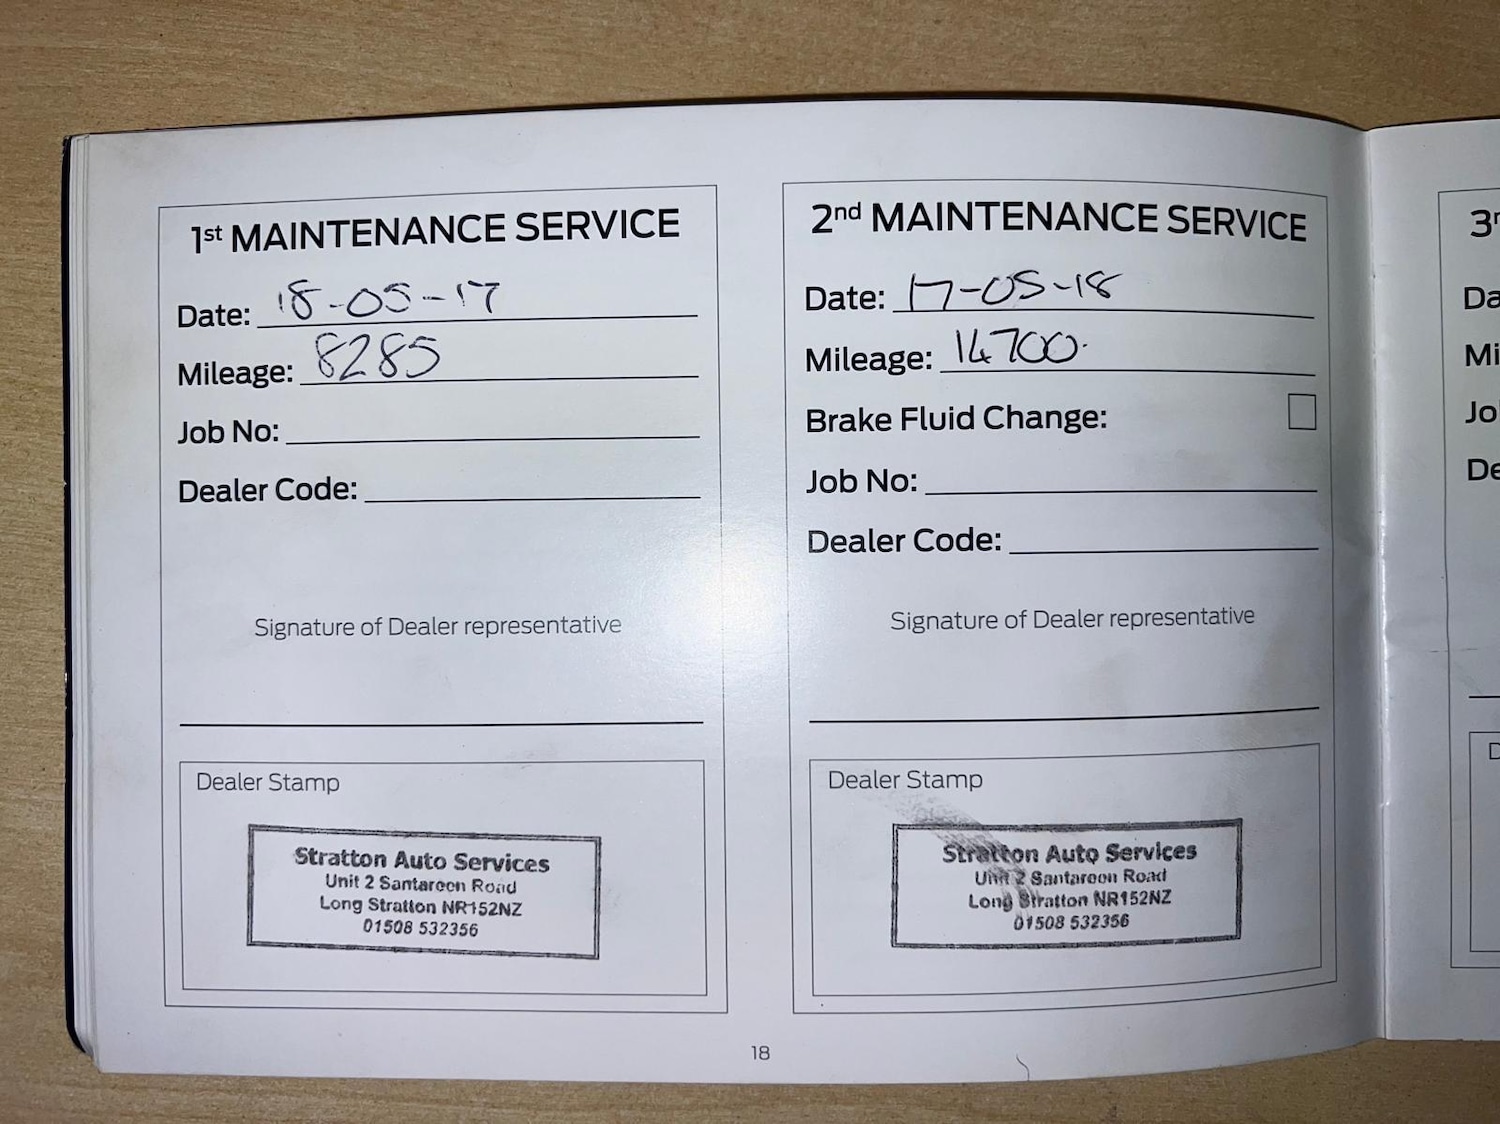 1st MAINTENANCE SERVICE
Date: 18-05-17
Mileage: 8285
Job No:
Dealer Code:
Signature of Dealer representative
Dealer Stamp
Stratton Auto Services
Unit 2 Santareen Road
Long Stratton NR152NZ
01508 532356
2nd MAINTENANCE SERVICE
Date: 17-05-18
Mileage: 14700.
Brake Fluid Change:
Job No:
Dealer Code:
Signature of Dealer representative
Dealer Stamp
Stratton Auto Services
Unit 2 Santareen Road
Long Stratton NR152NZ
01508 532356
18